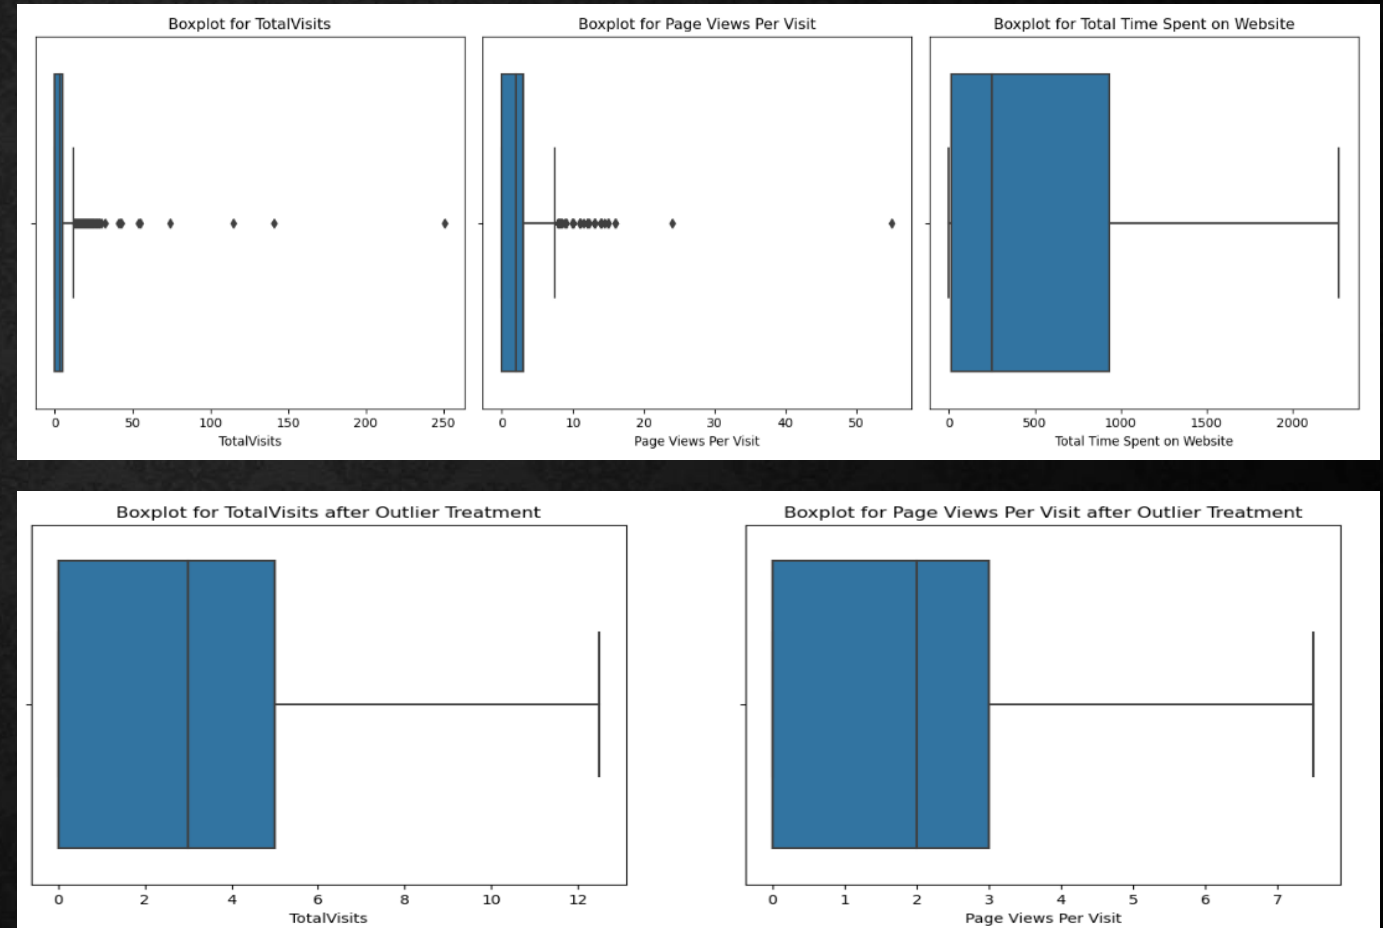 Boxplot for TotalVisits
0 50 100 150 200 250
TotalVisits
Boxplot for Page Views Per Visit
0 10 20 30 40 50
Page Views Per Visit
Boxplot for Total Time Spent on Website
0 500 1000 1500 2000
Total Time Spent on Website
Boxplot for TotalVisits after Outlier Treatment
0 2 4 6 8 10 12
TotalVisits
Boxplot for Page Views Per Visit after Outlier Treatment
0 1 2 3 4 5 6 7
Page Views Per Visit